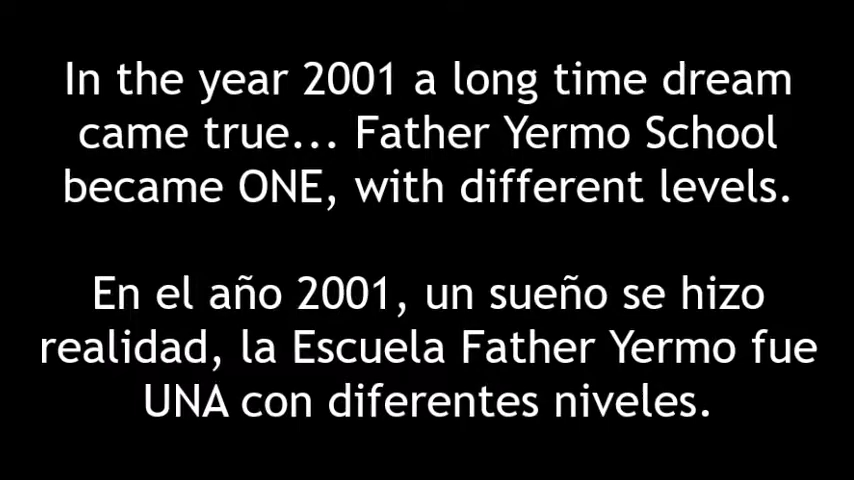 In the year 2001 a long time dream
came true... Father Yermo School
became ONE, with different levels.
En el año 2001, un sueño se hizo
realidad, la Escuela Father Yermo fue
UNA con diferentes niveles.